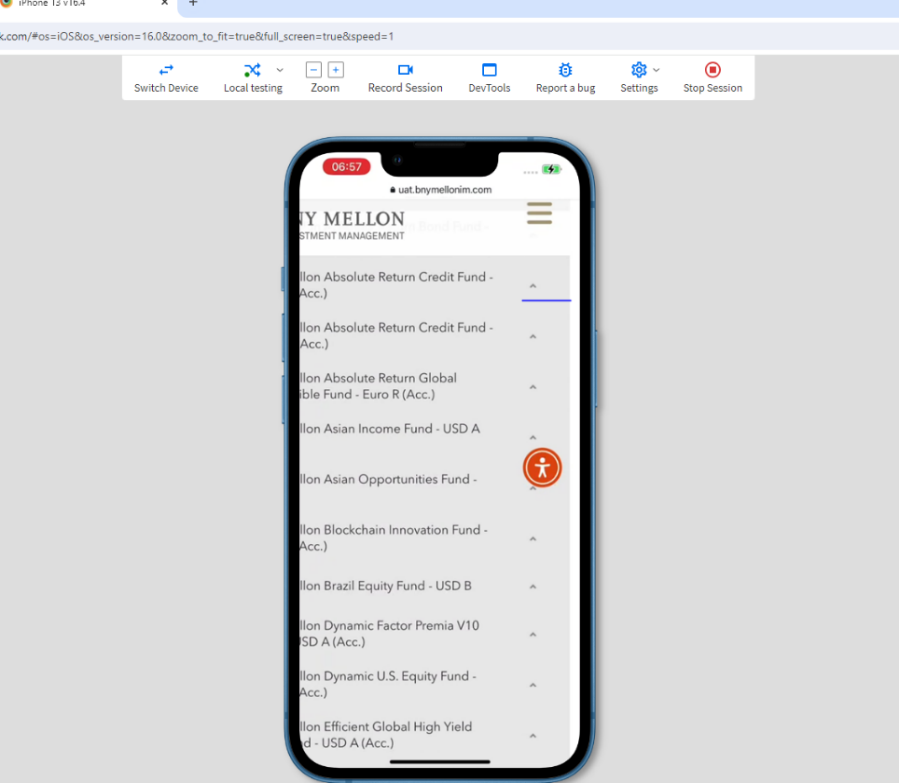 iPhone 13 v16.4
k.com/#os=iOS&os_version=16.0&zoom_to_fit=true&full_screen=true&speed=1
Switch Device
Local testing
Zoom
Record Session
DevTools
Report a bug
Settings
Stop Session
06:57
uat.bnymellonim.com
NY MELLON
STMENT MANAGEMENT
n Bond Fund -
llon Absolute Return Credit Fund -
Acc.)
llon Absolute Return Credit Fund -
Acc.)
llon Absolute Return Global
ible Fund - Euro R (Acc.)
llon Asian Income Fund - USD A
llon Asian Opportunities Fund -
llon Blockchain Innovation Fund -
Acc.)
llon Brazil Equity Fund - USD B
llon Dynamic Factor Premia V10
USD A (Acc.)
llon Dynamic U.S. Equity Fund -
Acc.)
llon Efficient Global High Yield
d - USD A (Acc.)